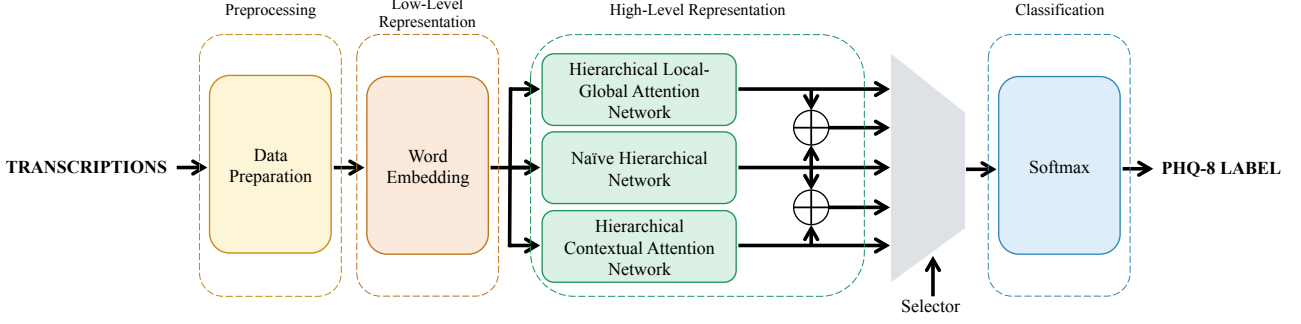 Preprocessing
Low-Level
Representation
High-Level Representation
Classification
TRANSCRIPTIONS
Data
Preparation
Word
Embedding
Hierarchical Local-
Global Attention
Network
Naïve Hierarchical
Network
Hierarchical
Contextual Attention
Network
Selector
Softmax
PHQ-8 LABEL